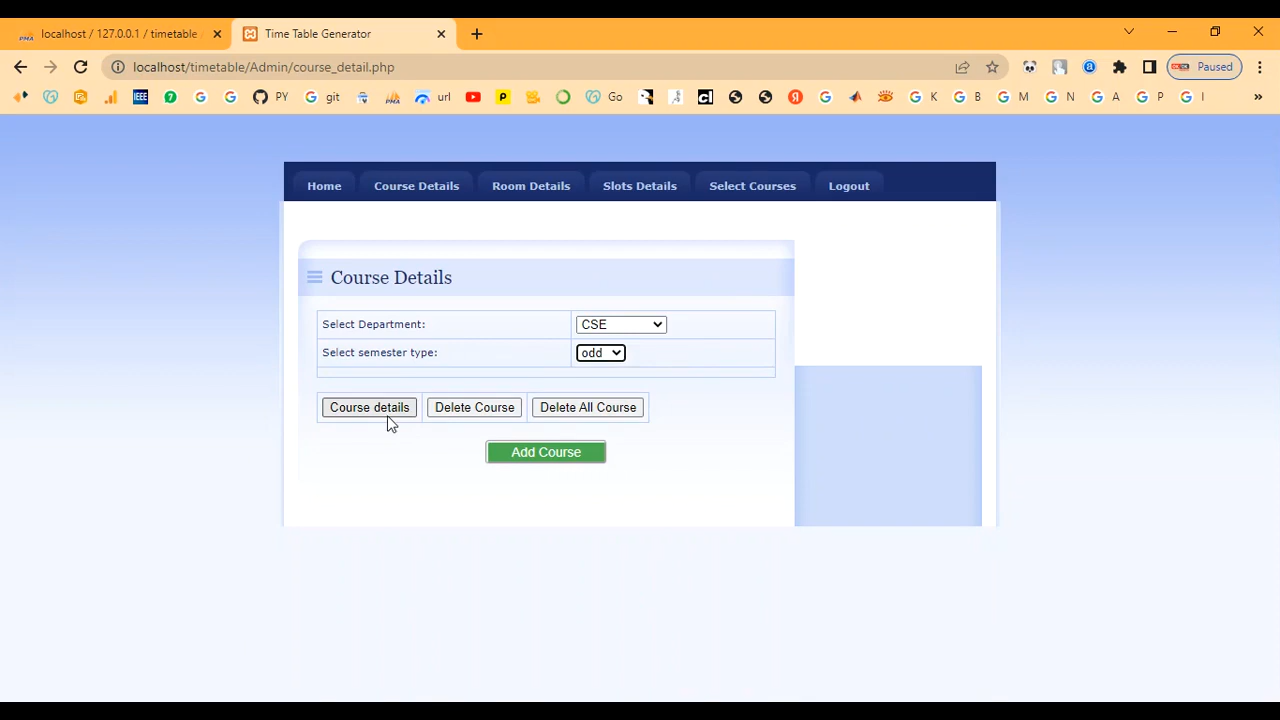 localhost / 127.0.0.1 / timetable
Time Table Generator
localhost/timetable/Admin/course_detail.php
Paused
IEEE
PY
git
url
Go
K
B
M
N
A
P
I
Home
Course Details
Room Details
Slots Details
Select Courses
Logout
Course Details
Select Department:
CSE
Select semester type:
odd
Course details
Delete Course
Delete All Course
Add Course